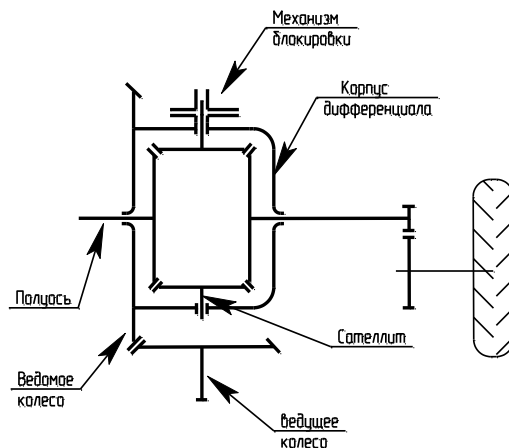 Механизм
блокировки
Корпус
дифференциала
Полуось
Сателлит
Ведомое
колесо
ведущее
колесо